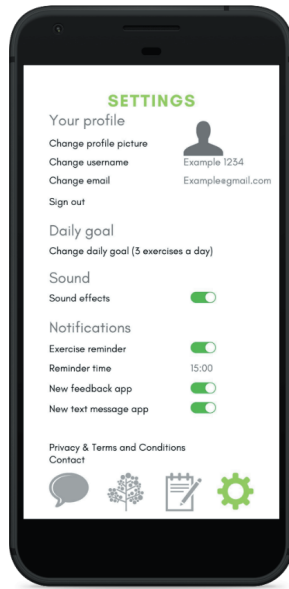 SETTINGS
Your profile
Change profile picture
Change username Example 1234
Change email Example@gmail.com
Sign out
Daily goal
Change daily goal (3 exercises a day)
Sound
Sound effects
Notifications
Exercise reminder
Reminder time 15:00
New feedback app
New text message app
Privacy & Terms and Conditions
Contact